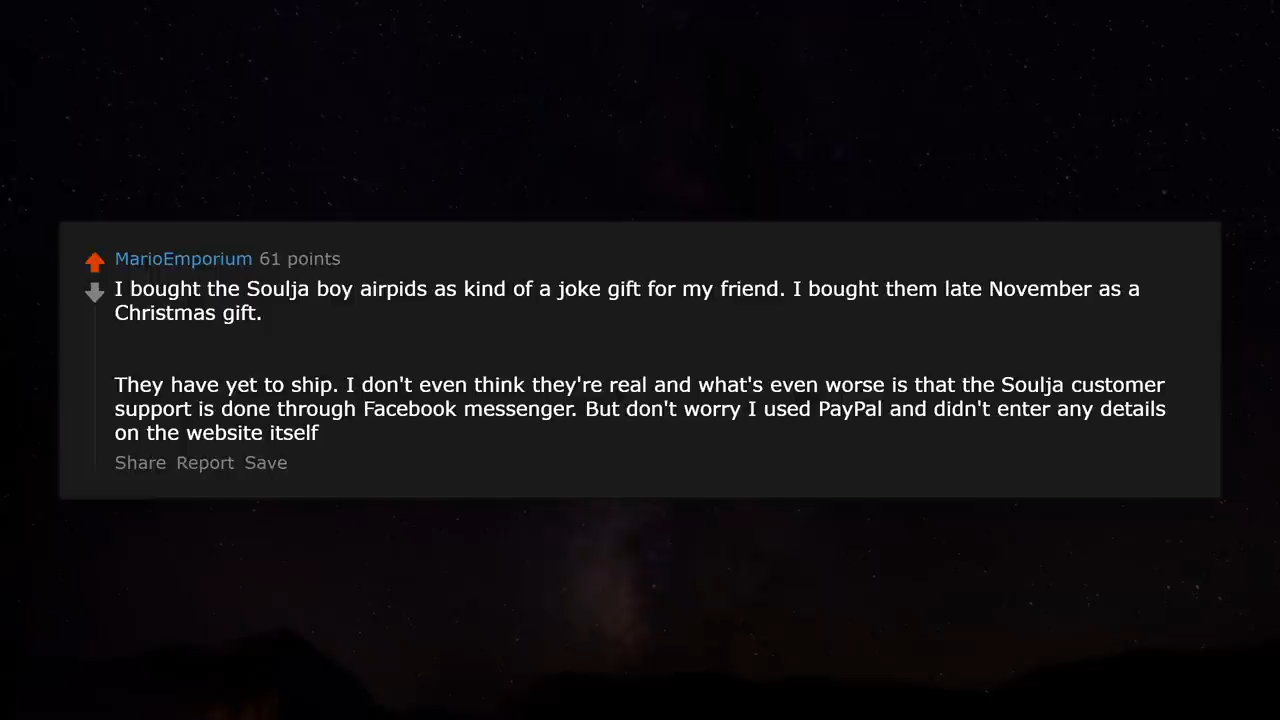 MarioEmporium 61 points
I bought the Soulja boy airpids as kind of a joke gift for my friend. I bought them late November as a
Christmas gift.
They have yet to ship. I don't even think they're real and what's even worse is that the Soulja customer
support is done through Facebook messenger. But don't worry I used PayPal and didn't enter any details
on the website itself
Share Report Save